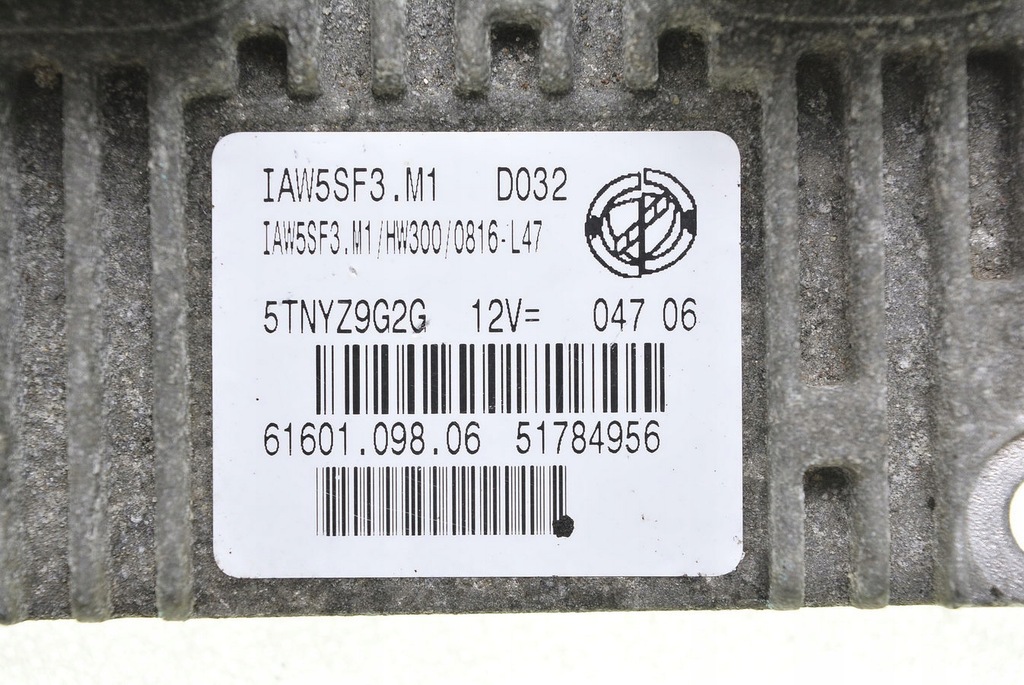 IAW5SF3.M1 D032
IAW5SF3.M1/HW300/0816-L47
5TNYZ9G2G 12V= 047 06
61601.098.06 51784956